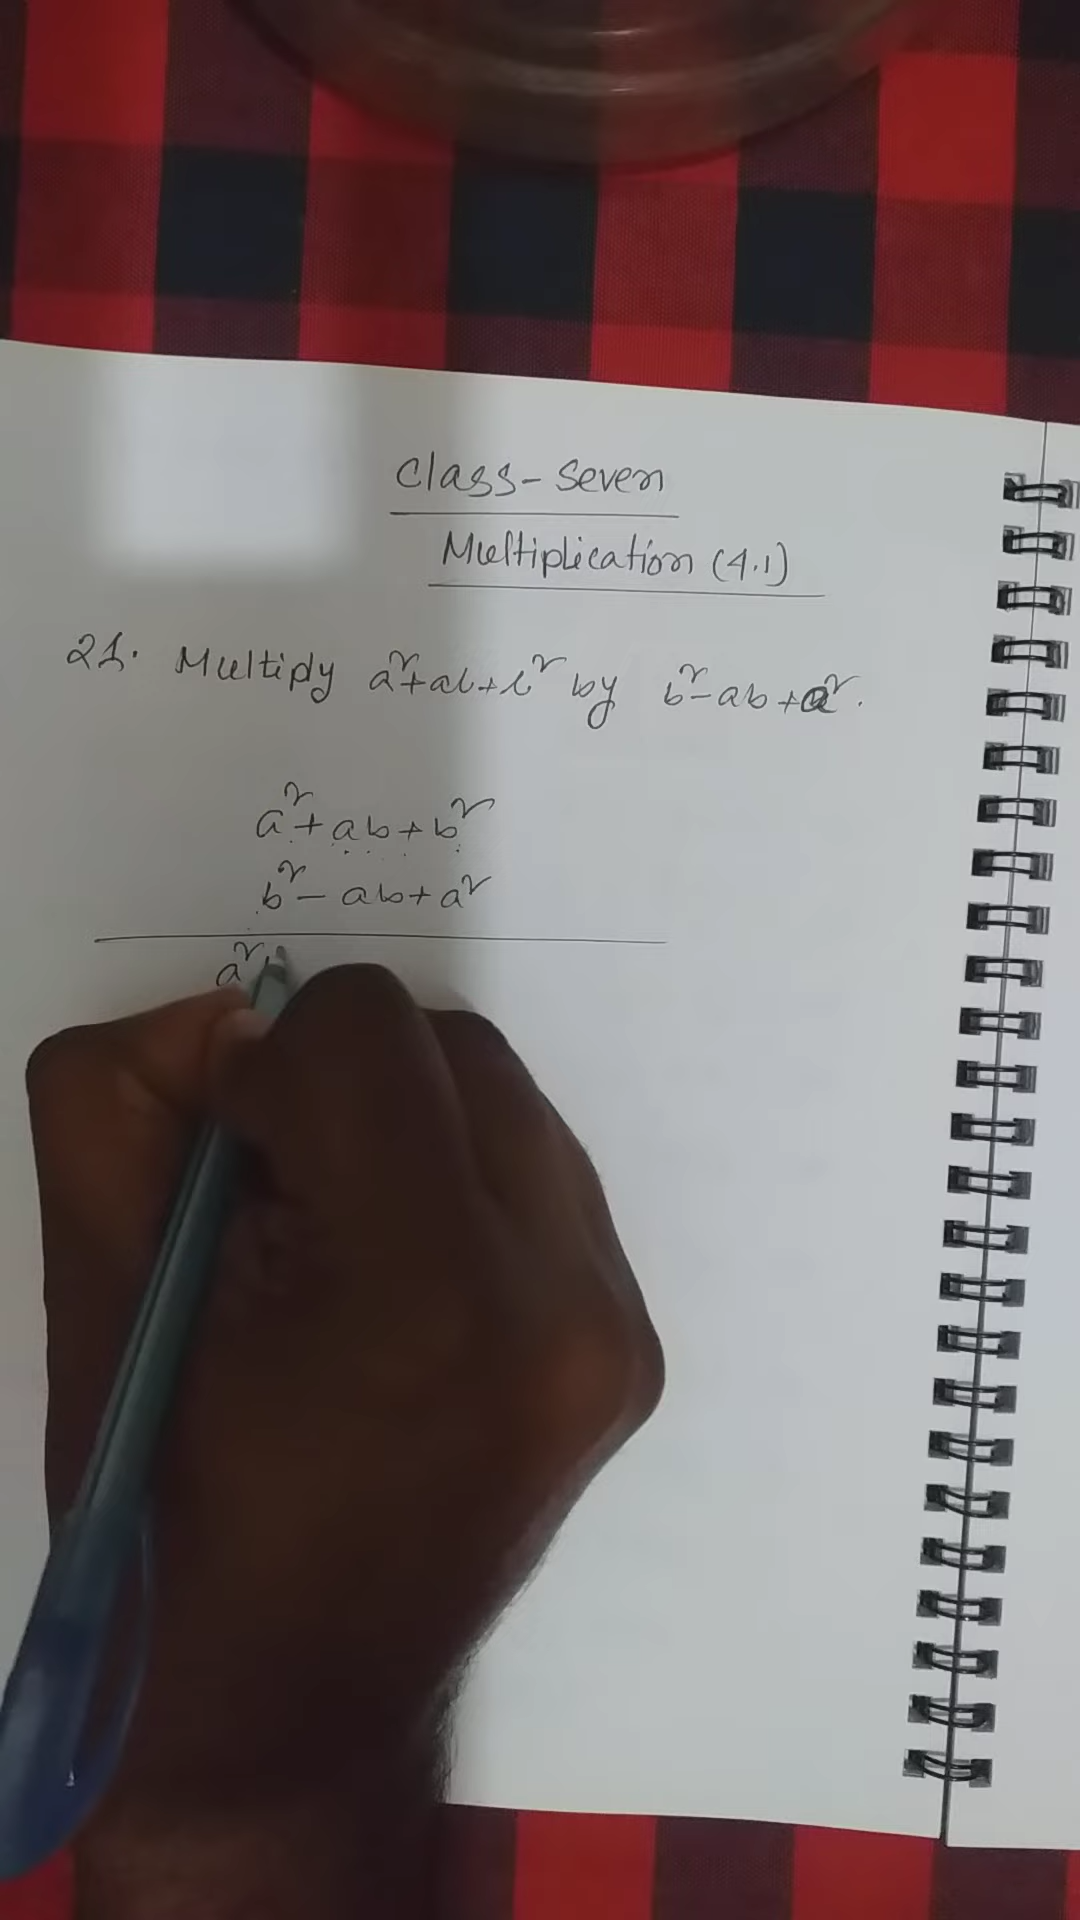 Class-Seven
Multiplication (4.1)
21. Multiply a²+ab+b² by b²-ab+a².
a²+ab+b²
b²-ab+a²
a²